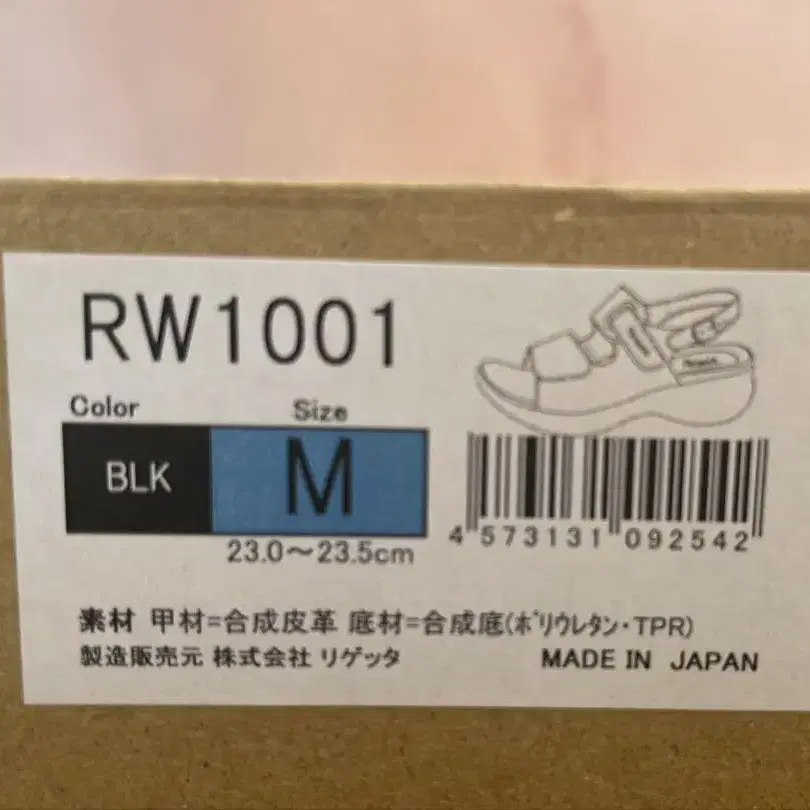 RW1001
Color Size
BLK M
23.0～23.5cm
4 573131 092542
素材 甲材=合成皮革 底材=合成底(ﾎﾟﾘｳﾚﾀﾝ・TPR)
製造販売元 株式会社 リゲッタ MADE IN JAPAN